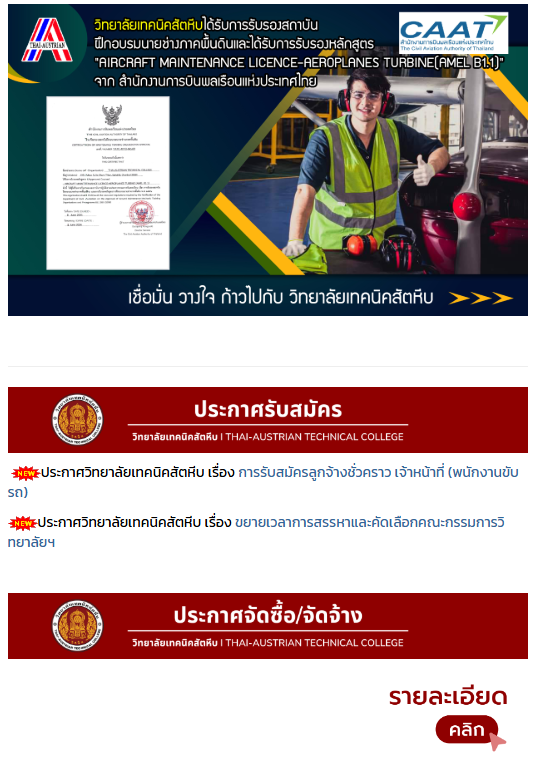 THAI-AUSTRIAN
วิทยาลัยเทคนิคสัตหีบได้รับการรับรองสถาบัน
ฝึกอบรมนายช่างภาคพื้นดินและได้รับการรับรองหลักสูตร
"AIRCRAFT MAINTENANCE LICENCE-AEROPLANES TURBINE(AMEL B1.1)"
จาก สำนักงานการบินพลเรือนแห่งประเทศไทย
CAAT
สำนักงานการบินพลเรือนแห่งประเทศไทย
The Civil Aviation Authority of Thailand
เชื่อมั่น วางใจ ก้าวไปกับ วิทยาลัยเทคนิคสัตหีบ
ประกาศรับสมัคร
วิทยาลัยเทคนิคสัตหีบ | THAI-AUSTRIAN TECHNICAL COLLEGE
NEW ประกาศวิทยาลัยเทคนิคสัตหีบ เรื่อง การรับสมัครลูกจ้างชั่วคราว เจ้าหน้าที่ (พนักงานขับ
รถ)
NEW ประกาศวิทยาลัยเทคนิคสัตหีบ เรื่อง ขยายเวลาการสรรหาและคัดเลือกคณะกรรมการวิ
ทยาลัยฯ
ประกาศจัดซื้อ/จัดจ้าง
วิทยาลัยเทคนิคสัตหีบ | THAI-AUSTRIAN TECHNICAL COLLEGE
รายละเอียด
คลิก